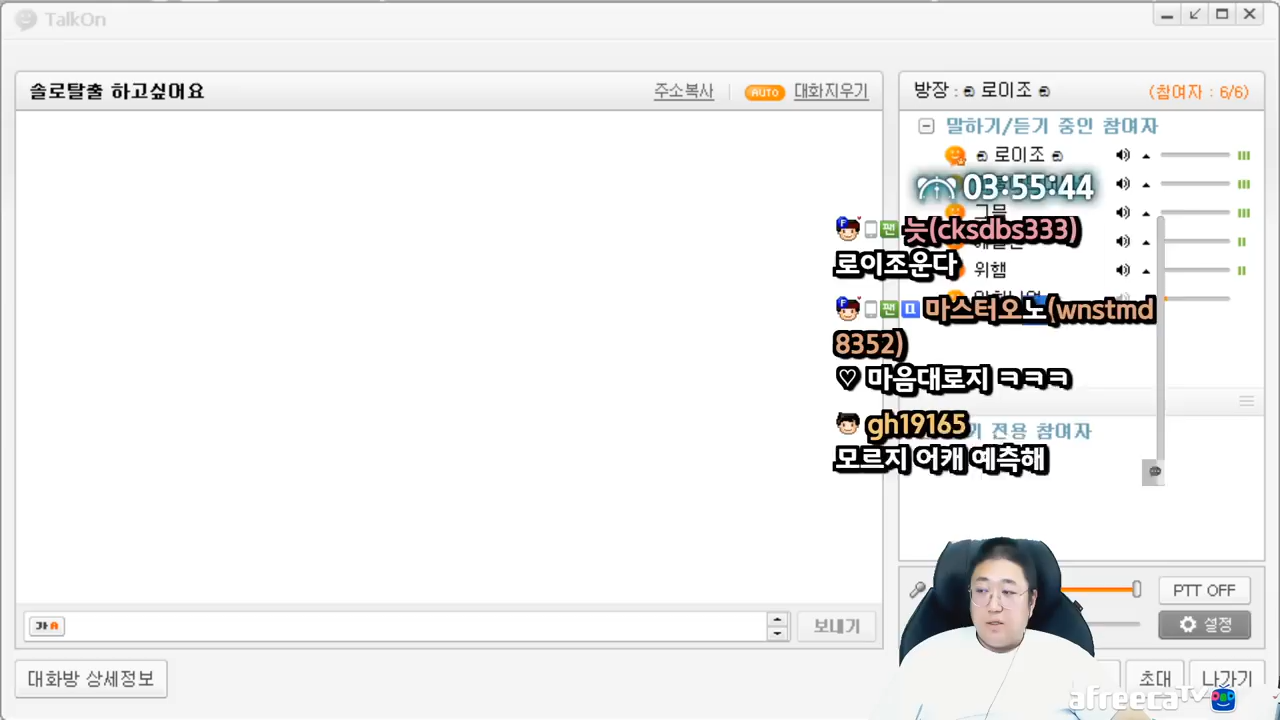 TalkOn
솔로탈출 하고싶어요
주소복사
AUTO
대화지우기
방장 : 로이조
(참여자 : 6/6)
말하기/듣기 중인 참여자
로이조
03:55:44
그믐
늣(cksdbs333)
로이조운다
위햄
마스터오노(wnstmd
8352)
♡ 마음대로지 ㅋㅋㅋ
gh19165
전용 참여자
모르지 어캐 예측해
PTT OFF
설정
가A
보내기
대화방 상세정보
초대
나가기
afreecaTV